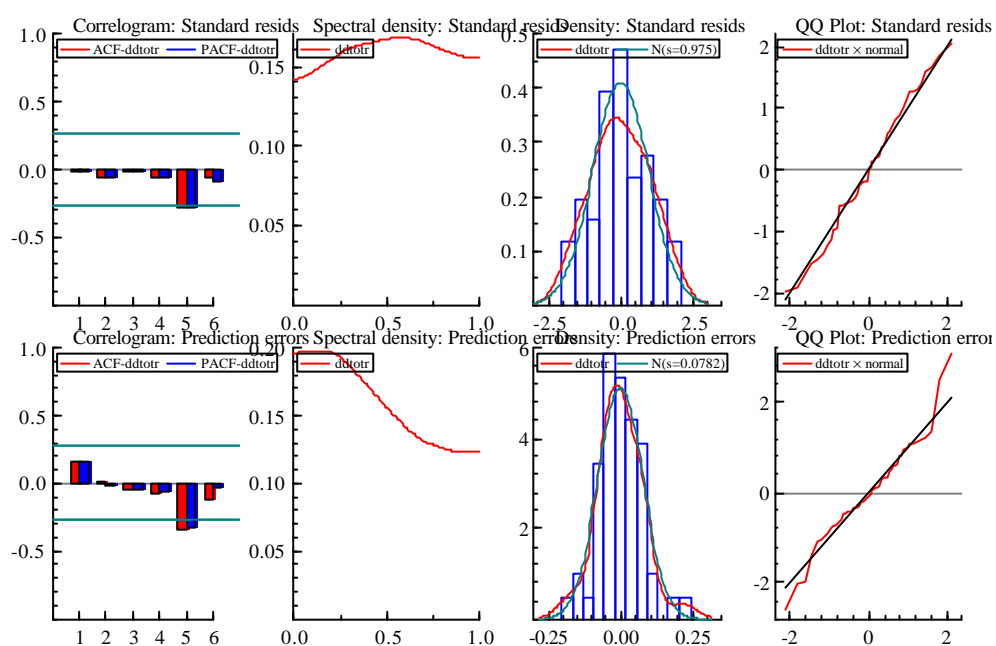 Correlogram: Standard resids
ACF-ddtotr PACF-ddtotr
1.0
0.5
0.0
-0.5
1 2 3 4 5 6
Spectral density: Standard resids
ddtotr
0.15
0.10
0.05
0.0 0.5 1.0
Density: Standard resids
ddtotr N(s=0.975)
0.5
0.4
0.3
0.2
0.1
-2.5 0.0 2.5
QQ Plot: Standard resids
ddtotr × normal
2
1
0
-1
-2
-2 0 2
Correlogram: Prediction errors
ACF-ddtotr PACF-ddtotr
1.0
0.5
0.0
-0.5
1 2 3 4 5 6
Spectral density: Prediction errors
ddtotr
0.20
0.15
0.10
0.05
0.0 0.5 1.0
Density: Prediction errors
ddtotr N(s=0.0782)
6
4
2
-0.25 0.00 0.25
QQ Plot: Prediction errors
ddtotr × normal
2
0
-2
-2 0 2